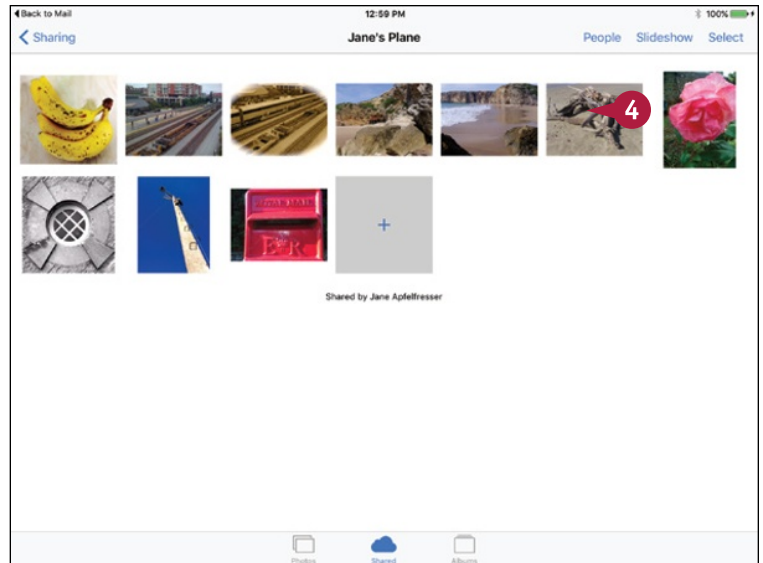 Back to Mail 12:59 PM 100%
Sharing Jane's Plane People Slideshow Select
4
E R
+
Shared by Jane Apfelfresser
Photos Shared Albums